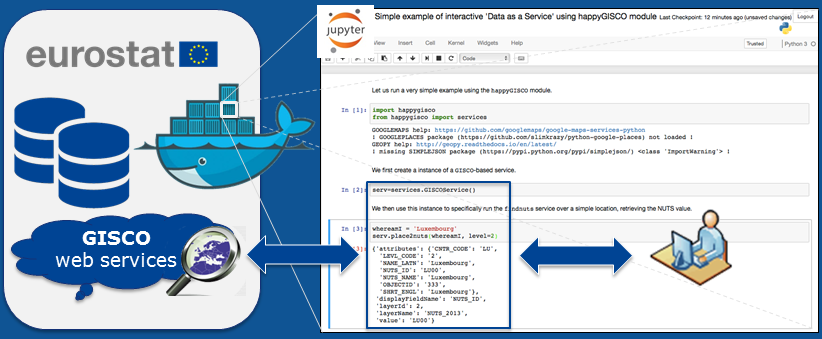 eurostat
GISCO
web services
jupyter
Simple example of interactive 'Data as a Service' using happyGISCO module Last Checkpoint: 12 minutes ago (unsaved changes)
View Insert Cell Kernel Widgets Help
Trusted Python 3
Code
Let us run a very simple example using the happyGISCO module.
In [1]: import happygisco
from happygisco import services
GOOGLEMAPS help: https://github.com/googlemaps/google-maps-services-python
! GOOGLEPLACES package (https://github.com/slimkrazy/python-google-places) not loaded !
GEOPY help: http://geopy.readthedocs.io/en/latest/
! missing SIMPLEJSON package (https://pypi.python.org/pypi/simplejson/) <class 'ImportWarning'> !
We first create a instance of a GISCO-based service.
In [2]: serv=services.GISCOService()
We then use this instance to specifically run the findnuts service over a simple location, retrieving the NUTS value.
In [3]: whereamI = 'Luxembourg'
serv.place2nuts(whereamI, level=2)
[3]: {'attributes': {'CNTR_CODE': 'LU',
'LEVL_CODE': '2',
'NAME_LATN': 'Luxembourg',
'NUTS_ID': 'LU00',
'NUTS_NAME': 'Luxembourg',
'OBJECTID': '333',
'SHRT_ENGL': 'Luxembourg'},
'displayFieldName': 'NUTS_ID',
'layerId': 2,
'layerName': 'NUTS_2013',
'value': 'LU00'}